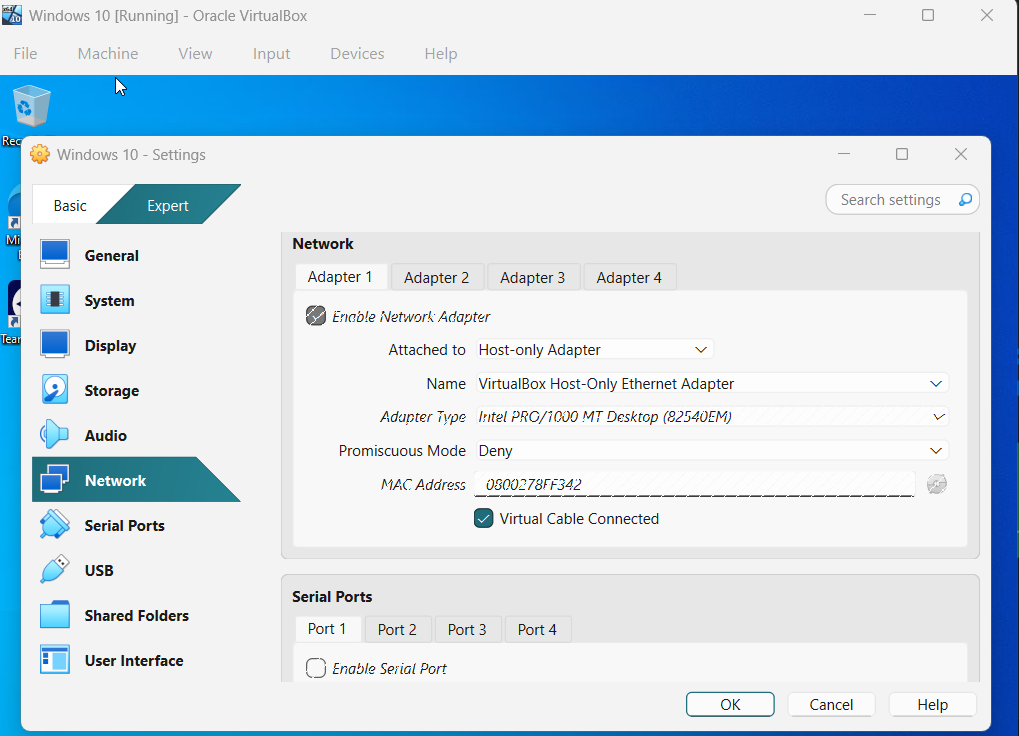 Windows 10 [Running] - Oracle VirtualBox
File Machine View Input Devices Help
Windows 10 - Settings
Basic Expert
Search settings
General
System
Display
Storage
Audio
Network
Serial Ports
USB
Shared Folders
User Interface
Network
Adapter 1 Adapter 2 Adapter 3 Adapter 4
Enable Network Adapter
Attached to Host-only Adapter
Name VirtualBox Host-Only Ethernet Adapter
Adapter Type Intel PRO/1000 MT Desktop (82540EM)
Promiscuous Mode Deny
MAC Address 0800278FF342
Virtual Cable Connected
Serial Ports
Port 1 Port 2 Port 3 Port 4
Enable Serial Port
OK Cancel Help